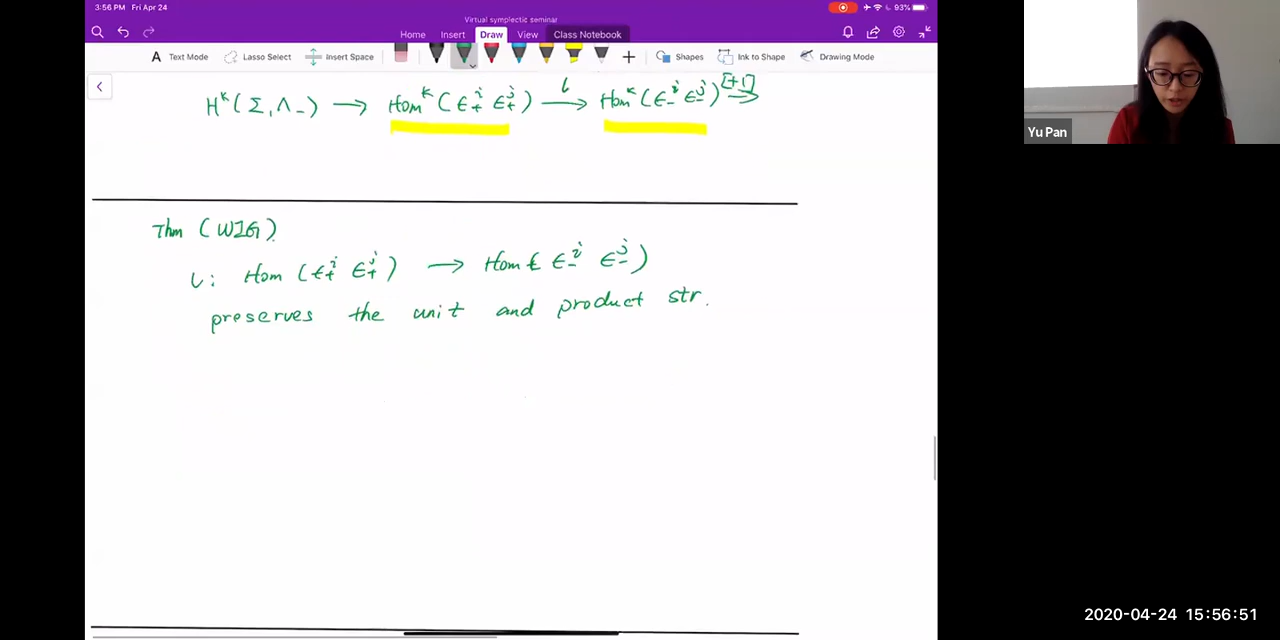 3:56 PM Fri Apr 24
93%
Virtual symplectic seminar
Home Insert Draw View Class Notebook
Text Mode Lasso Select Insert Space Shapes Ink to Shape Drawing Mode
H^k(Σ, Λ_-) → Hom^k(ε_+^i ε_+^j) →^i Hom^k(ε_-^i ε_-^j) →^[+1]
Thm (WIG)
i: Hom (ε_+^i ε_+^j) → Hom( ε_-^i ε_-^j)
preserves the unit and product str.
Yu Pan
2020-04-24 15:56:51